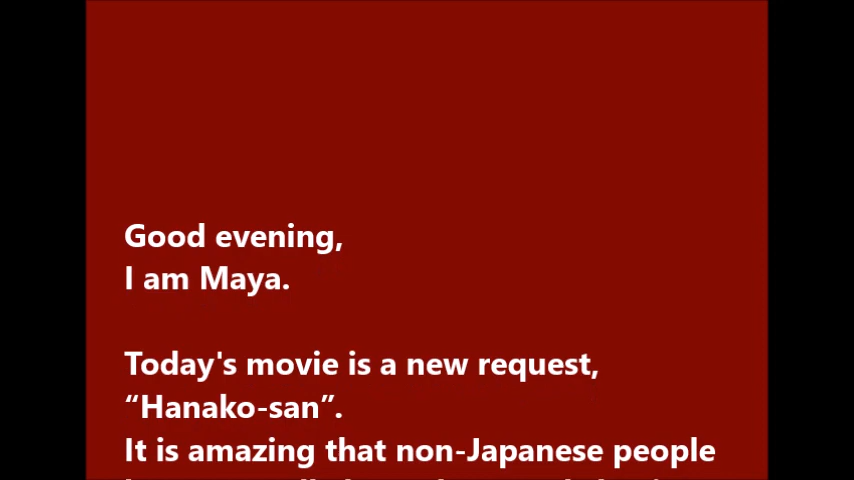 Good evening,
I am Maya.
Today's movie is a new request,
“Hanako-san”.
It is amazing that non-Japanese people